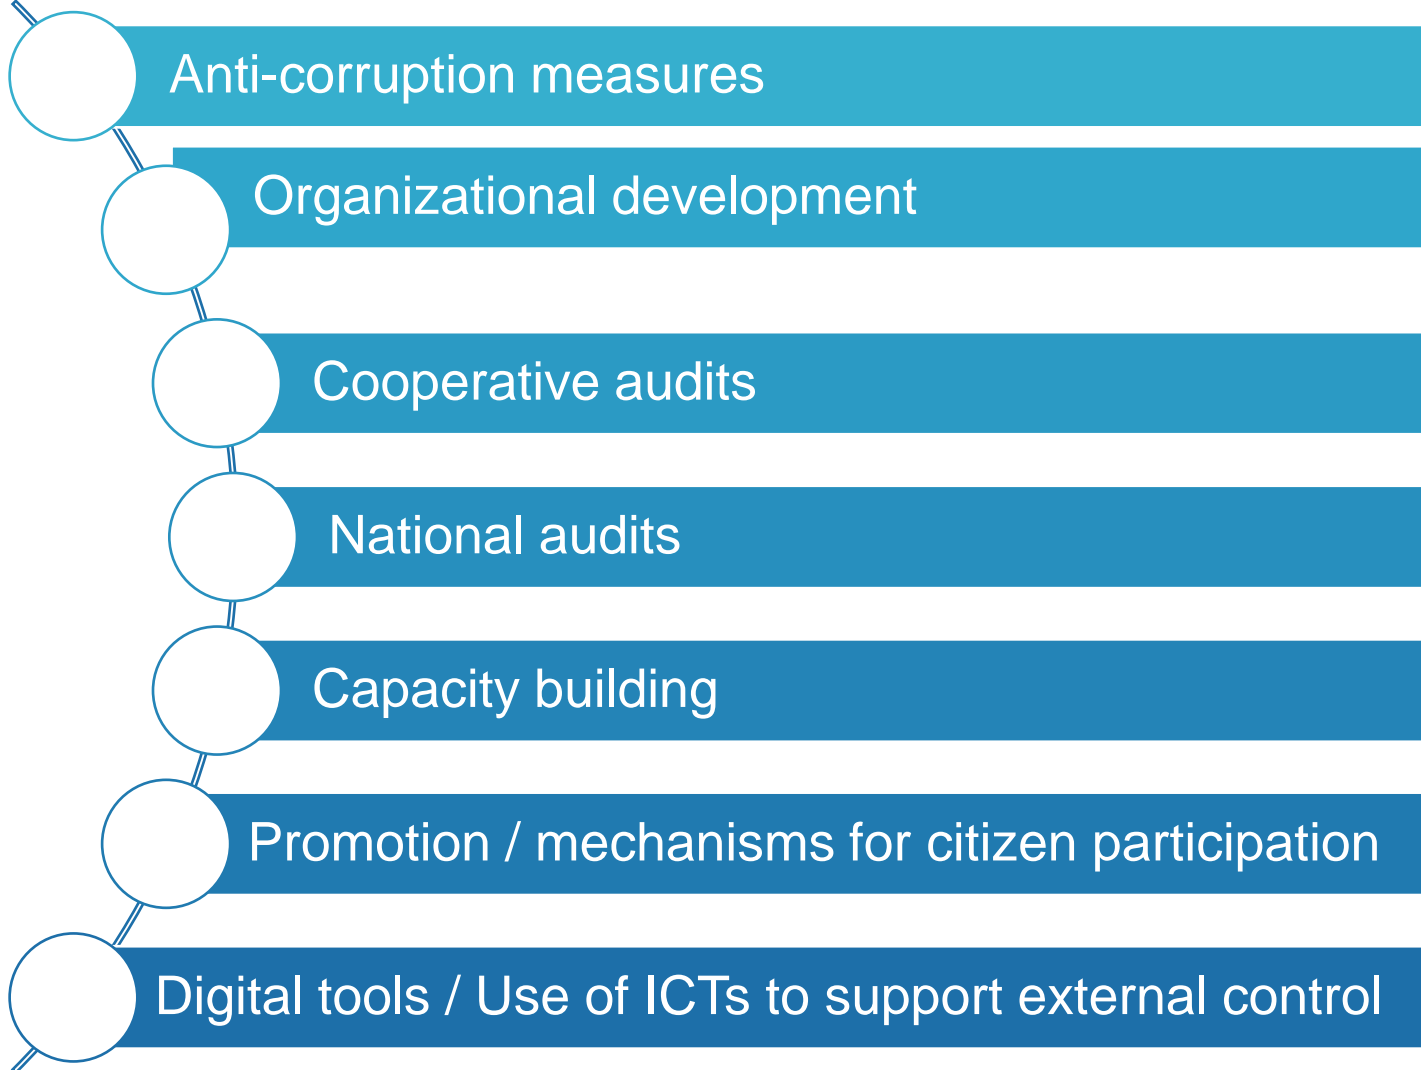 Anti-corruption measures
Organizational development
Cooperative audits
National audits
Capacity building
Promotion / mechanisms for citizen participation
Digital tools / Use of ICTs to support external control